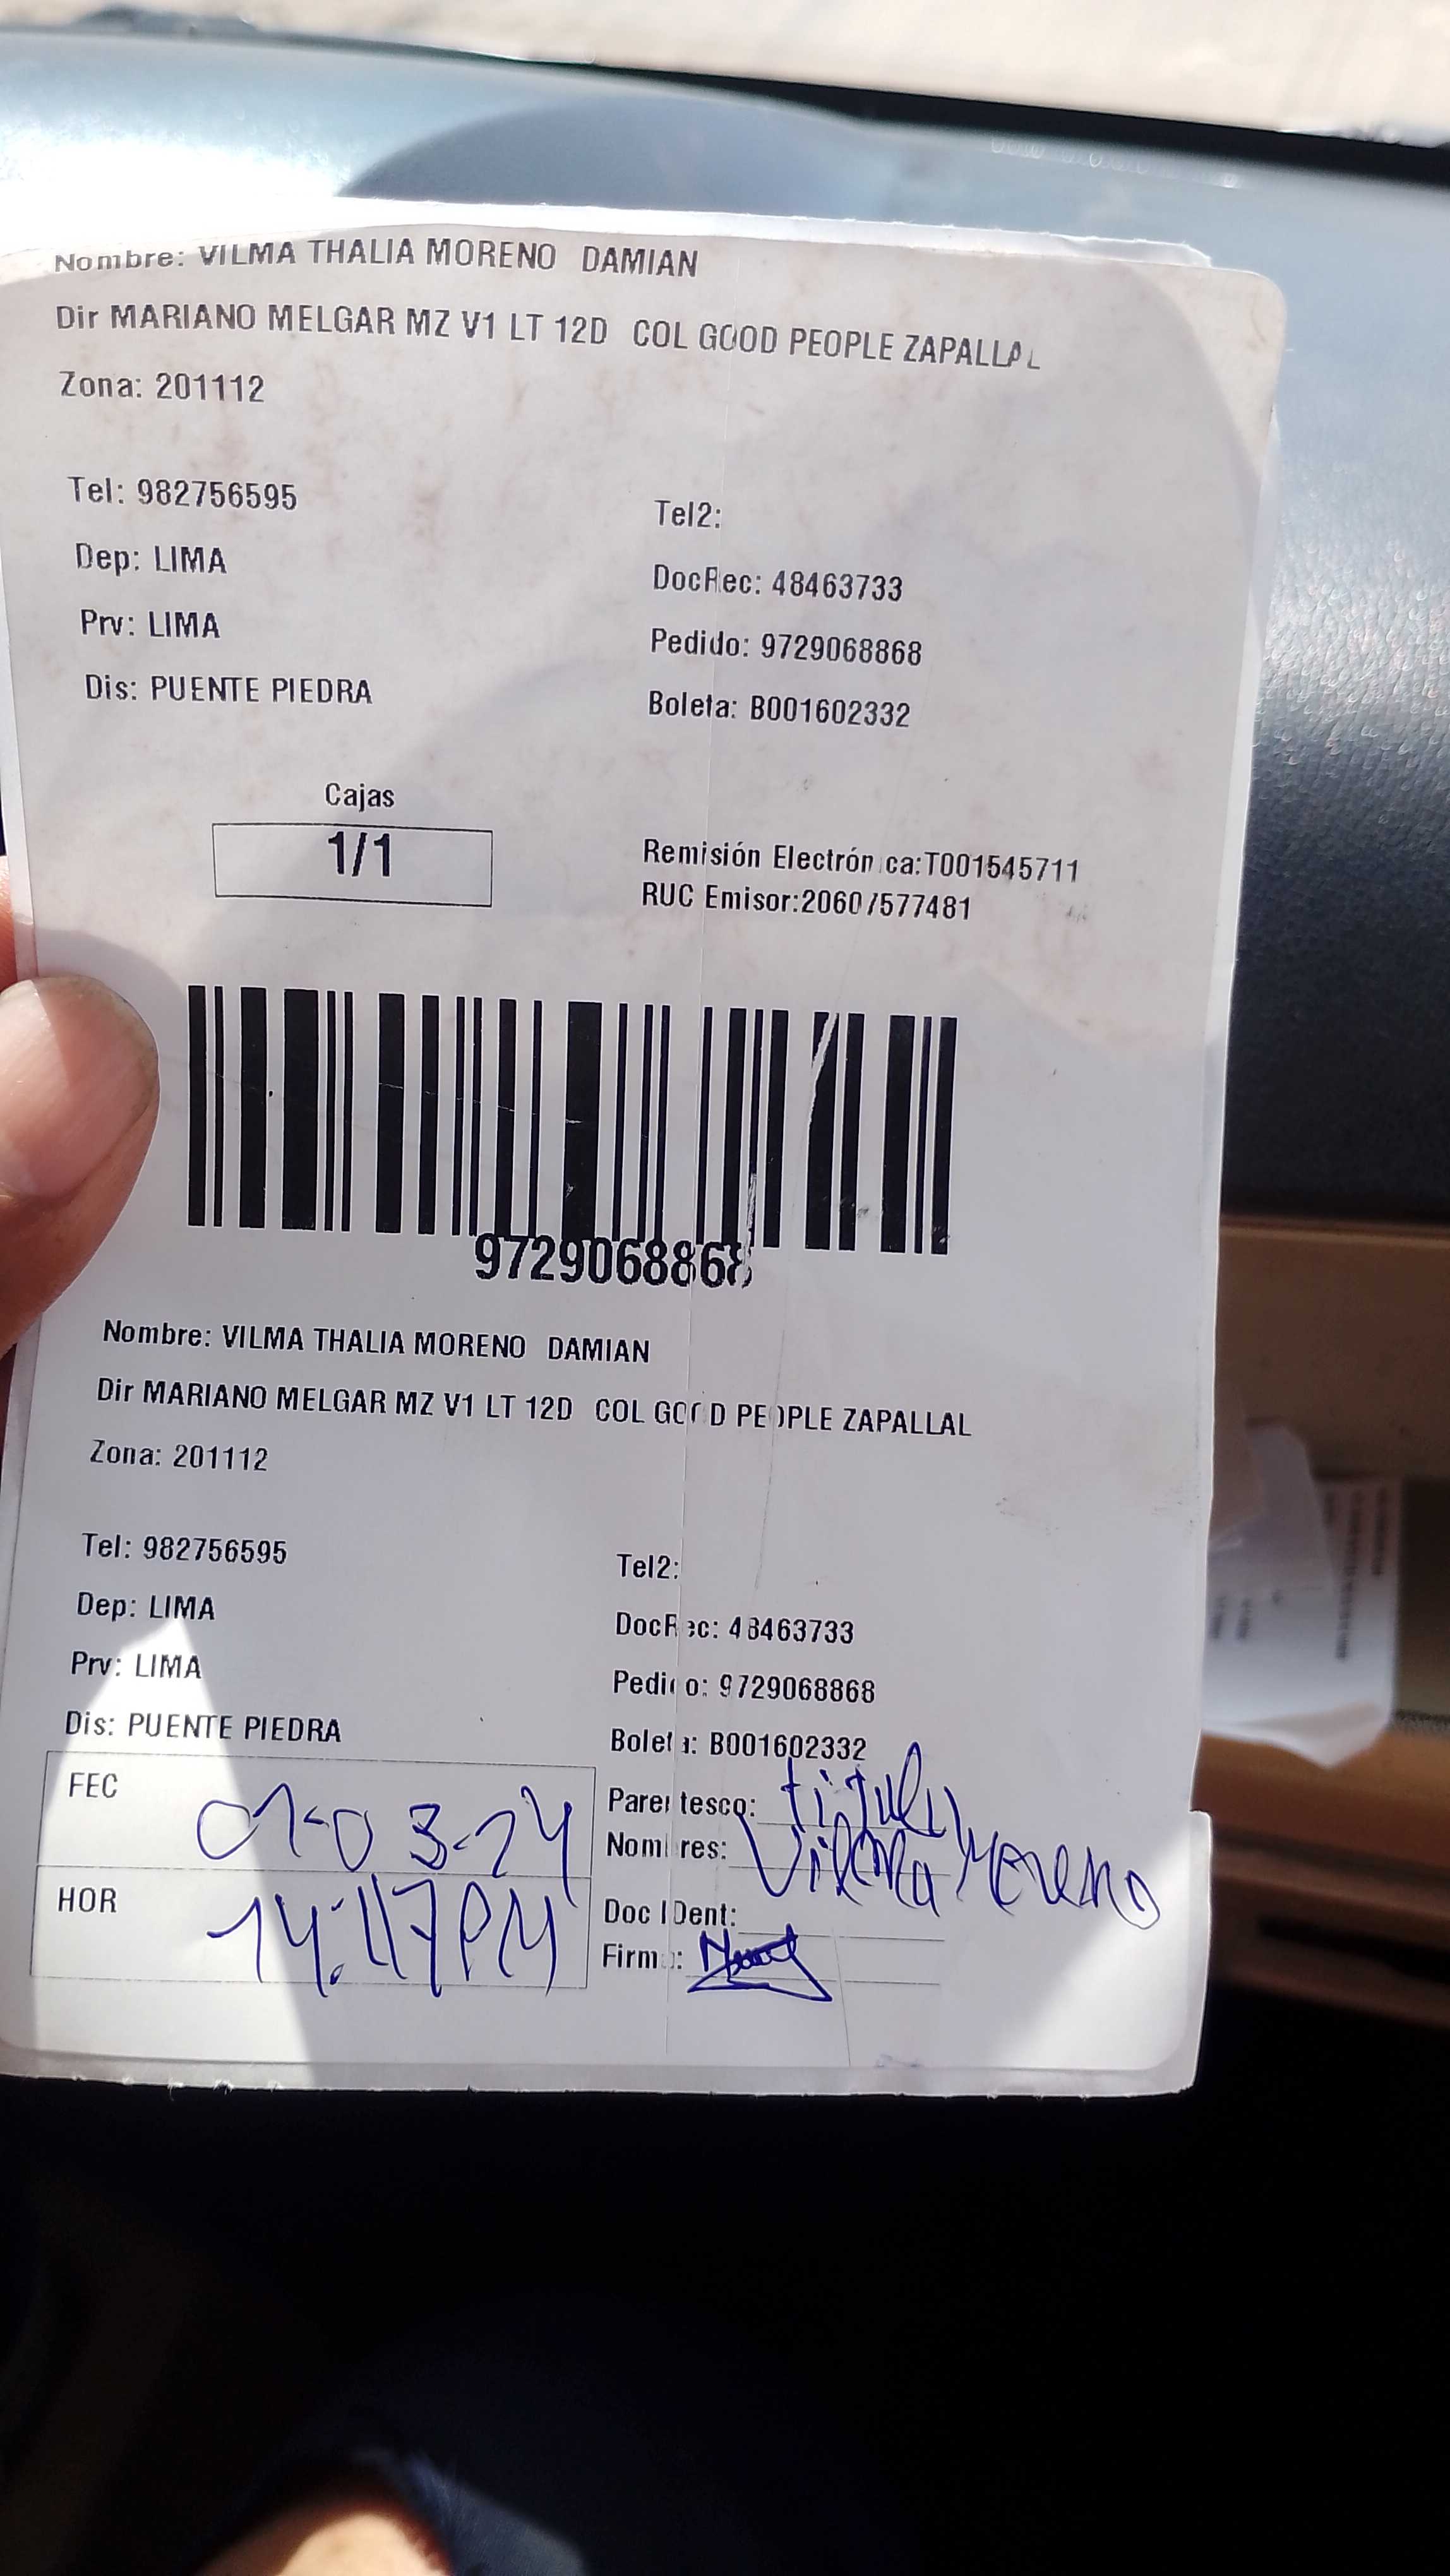 Nombre: VILMA THALIA MORENO DAMIAN
Dir MARIANO MELGAR MZ V1 LT 12D COL GOOD PEOPLE ZAPALLAL
Zona: 201112
Tel: 982756595
Tel2:
Dep: LIMA
DocRec: 48463733
Prv: LIMA
Pedido: 9729068868
Dis: PUENTE PIEDRA
Boleta: B001602332
Cajas
1/1
Remisión Electrónica:T001545711
RUC Emisor:20607577481
9729068868
Nombre: VILMA THALIA MORENO DAMIAN
Dir MARIANO MELGAR MZ V1 LT 12D COL GOOD PEOPLE ZAPALLAL
Zona: 201112
Tel: 982756595
Tel2:
Dep: LIMA
DocRec: 48463733
Prv: LIMA
Pedido: 9729068868
Dis: PUENTE PIEDRA
Boleta: B001602332
FEC 01-03-24
Parentesco: titular
Nombres: Vilma Moreno
HOR 14:17 PM
Doc IDent:
Firma: